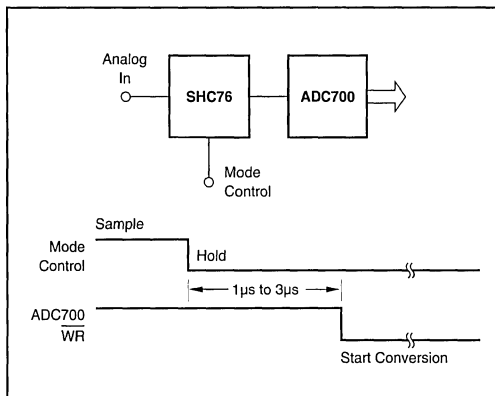 Analog
In
SHC76
ADC700
Mode
Control
Sample
Mode
Control
Hold
1µs to 3µs
ADC700
WR
Start Conversion